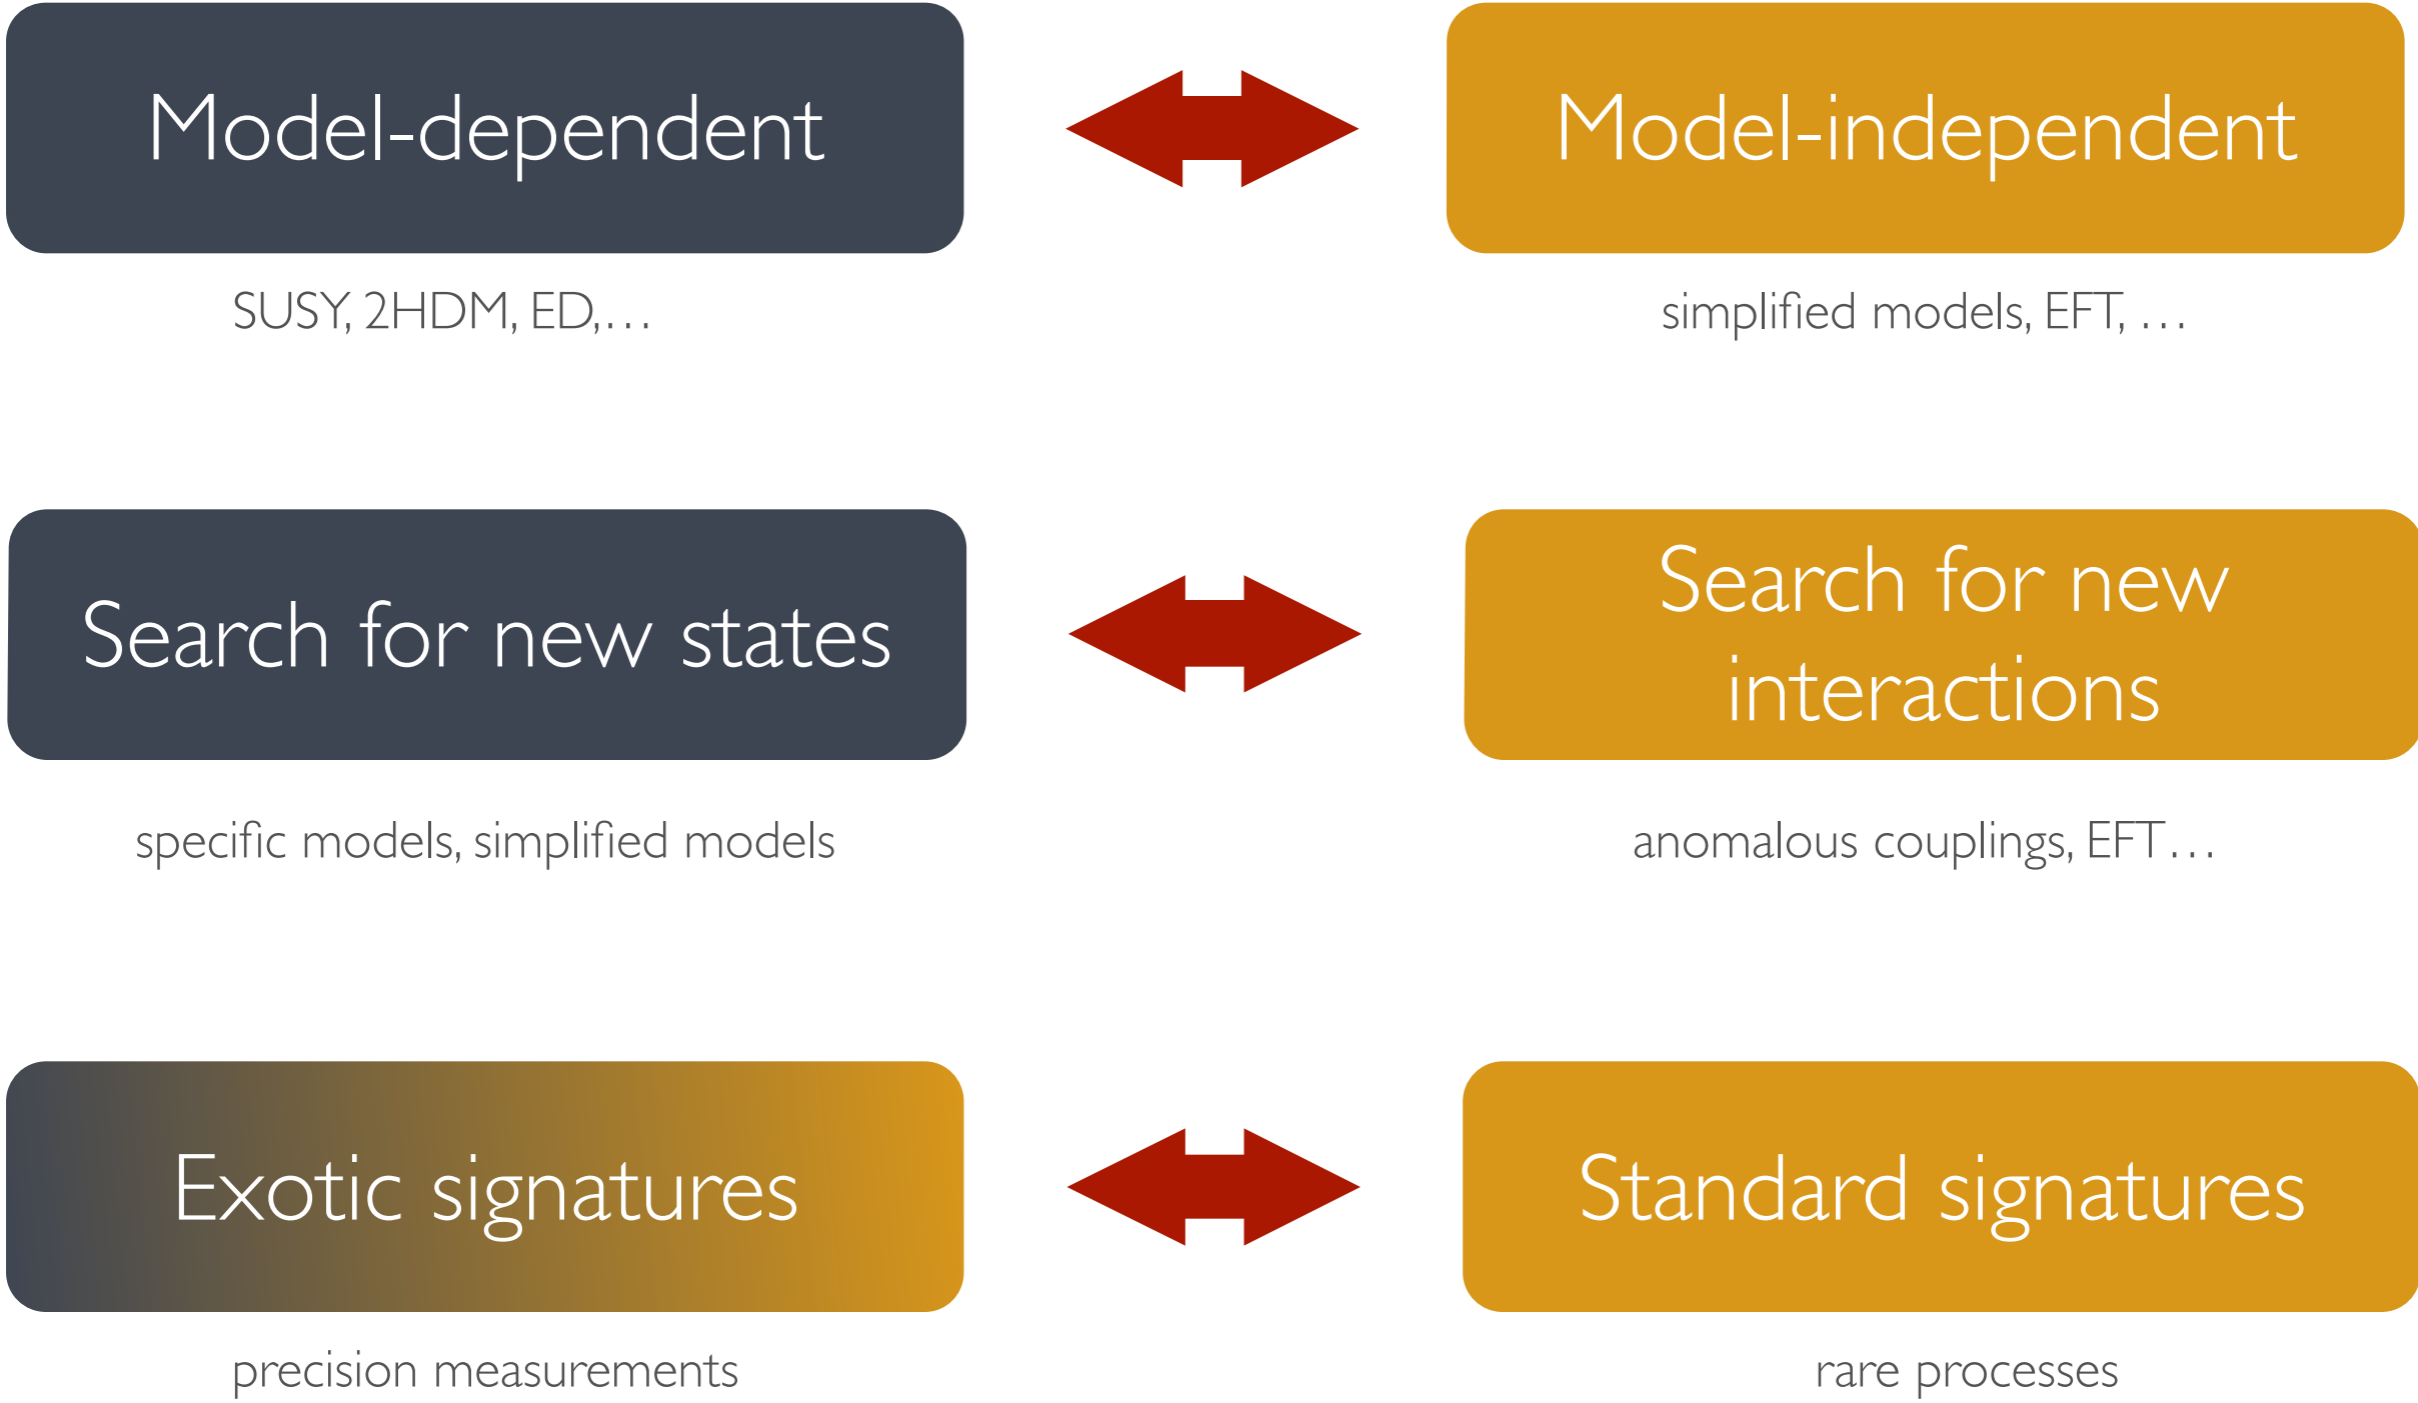 Model-dependent
Model-independent
SUSY, 2HDM, ED,...
simplified models, EFT, ...
Search for new states
Search for new
interactions
specific models, simplified models
anomalous couplings, EFT...
Exotic signatures
Standard signatures
precision measurements
rare processes